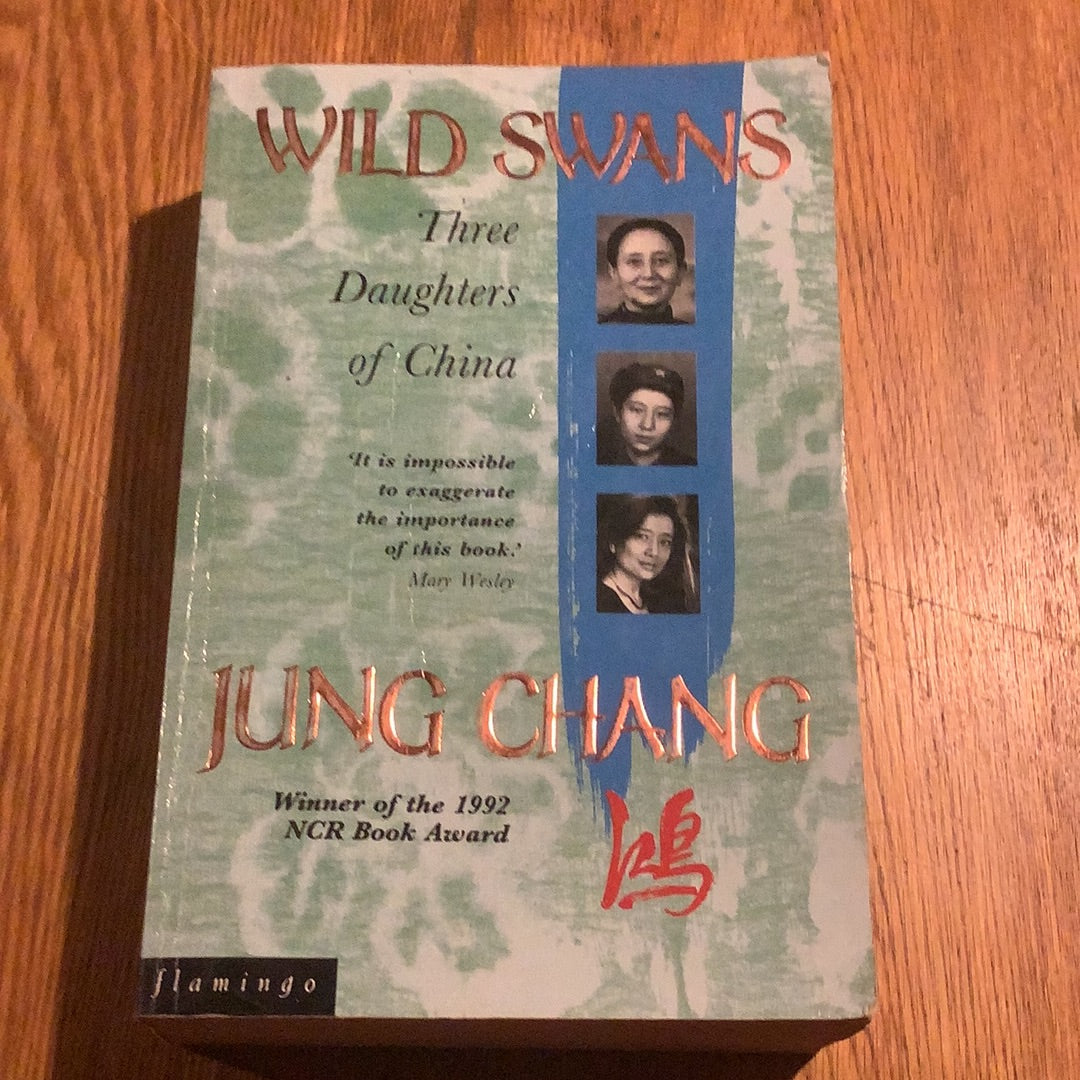 WILD SWANS
Three
Daughters
of China
'It is impossible
to exaggerate
the importance
of this book.'
Mary Wesley
JUNG CHANG
Winner of the 1992
NCR Book Award
鴻
flamingo